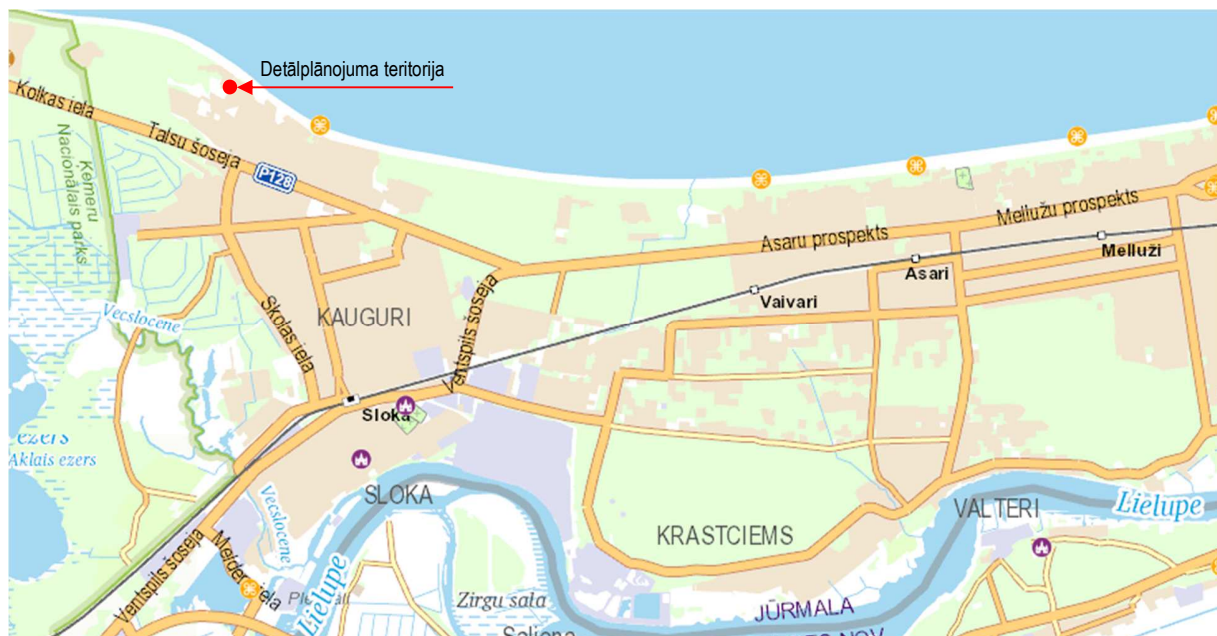 Detālplānojuma teritorija
Kolkas iela
Talsu šoseja
P128
Ķemeru
Nacionālais parks
Mellužu prospekts
Asaru prospekts
Melluži
Asari
Vaivari
Vecslocene
KAUGURI
Skolas iela
Ventspils šoseja
Sloka
ezers
Aklais ezers
SLOKA
Vecslocene
VALTERI
Lielupe
KRASTCIEMS
Ventspils šoseja
Lielupe
Zirgu sala
JŪRMALA